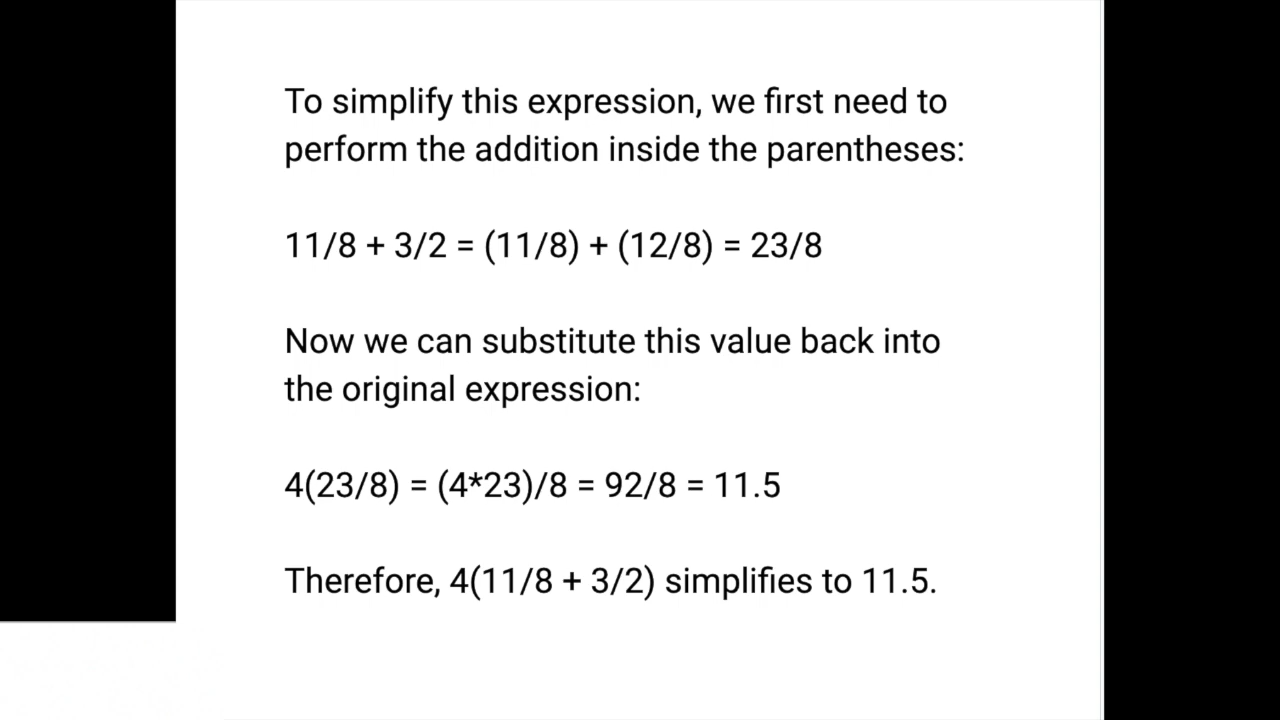 To simplify this expression, we first need to
perform the addition inside the parentheses:
11/8 + 3/2 = (11/8) + (12/8) = 23/8
Now we can substitute this value back into
the original expression:
4(23/8) = (4*23)/8 = 92/8 = 11.5
Therefore, 4(11/8 + 3/2) simplifies to 11.5.